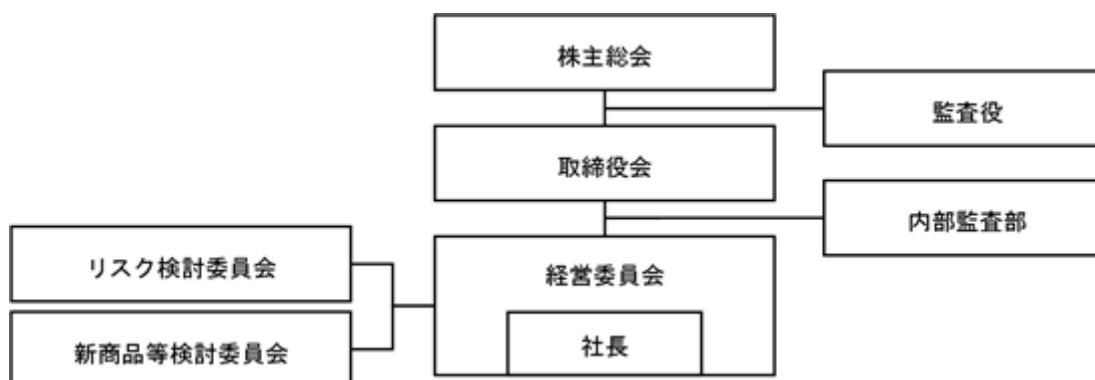 株主総会
監査役
取締役会
内部監査部
リスク検討委員会
経営委員会
新商品等検討委員会
社長